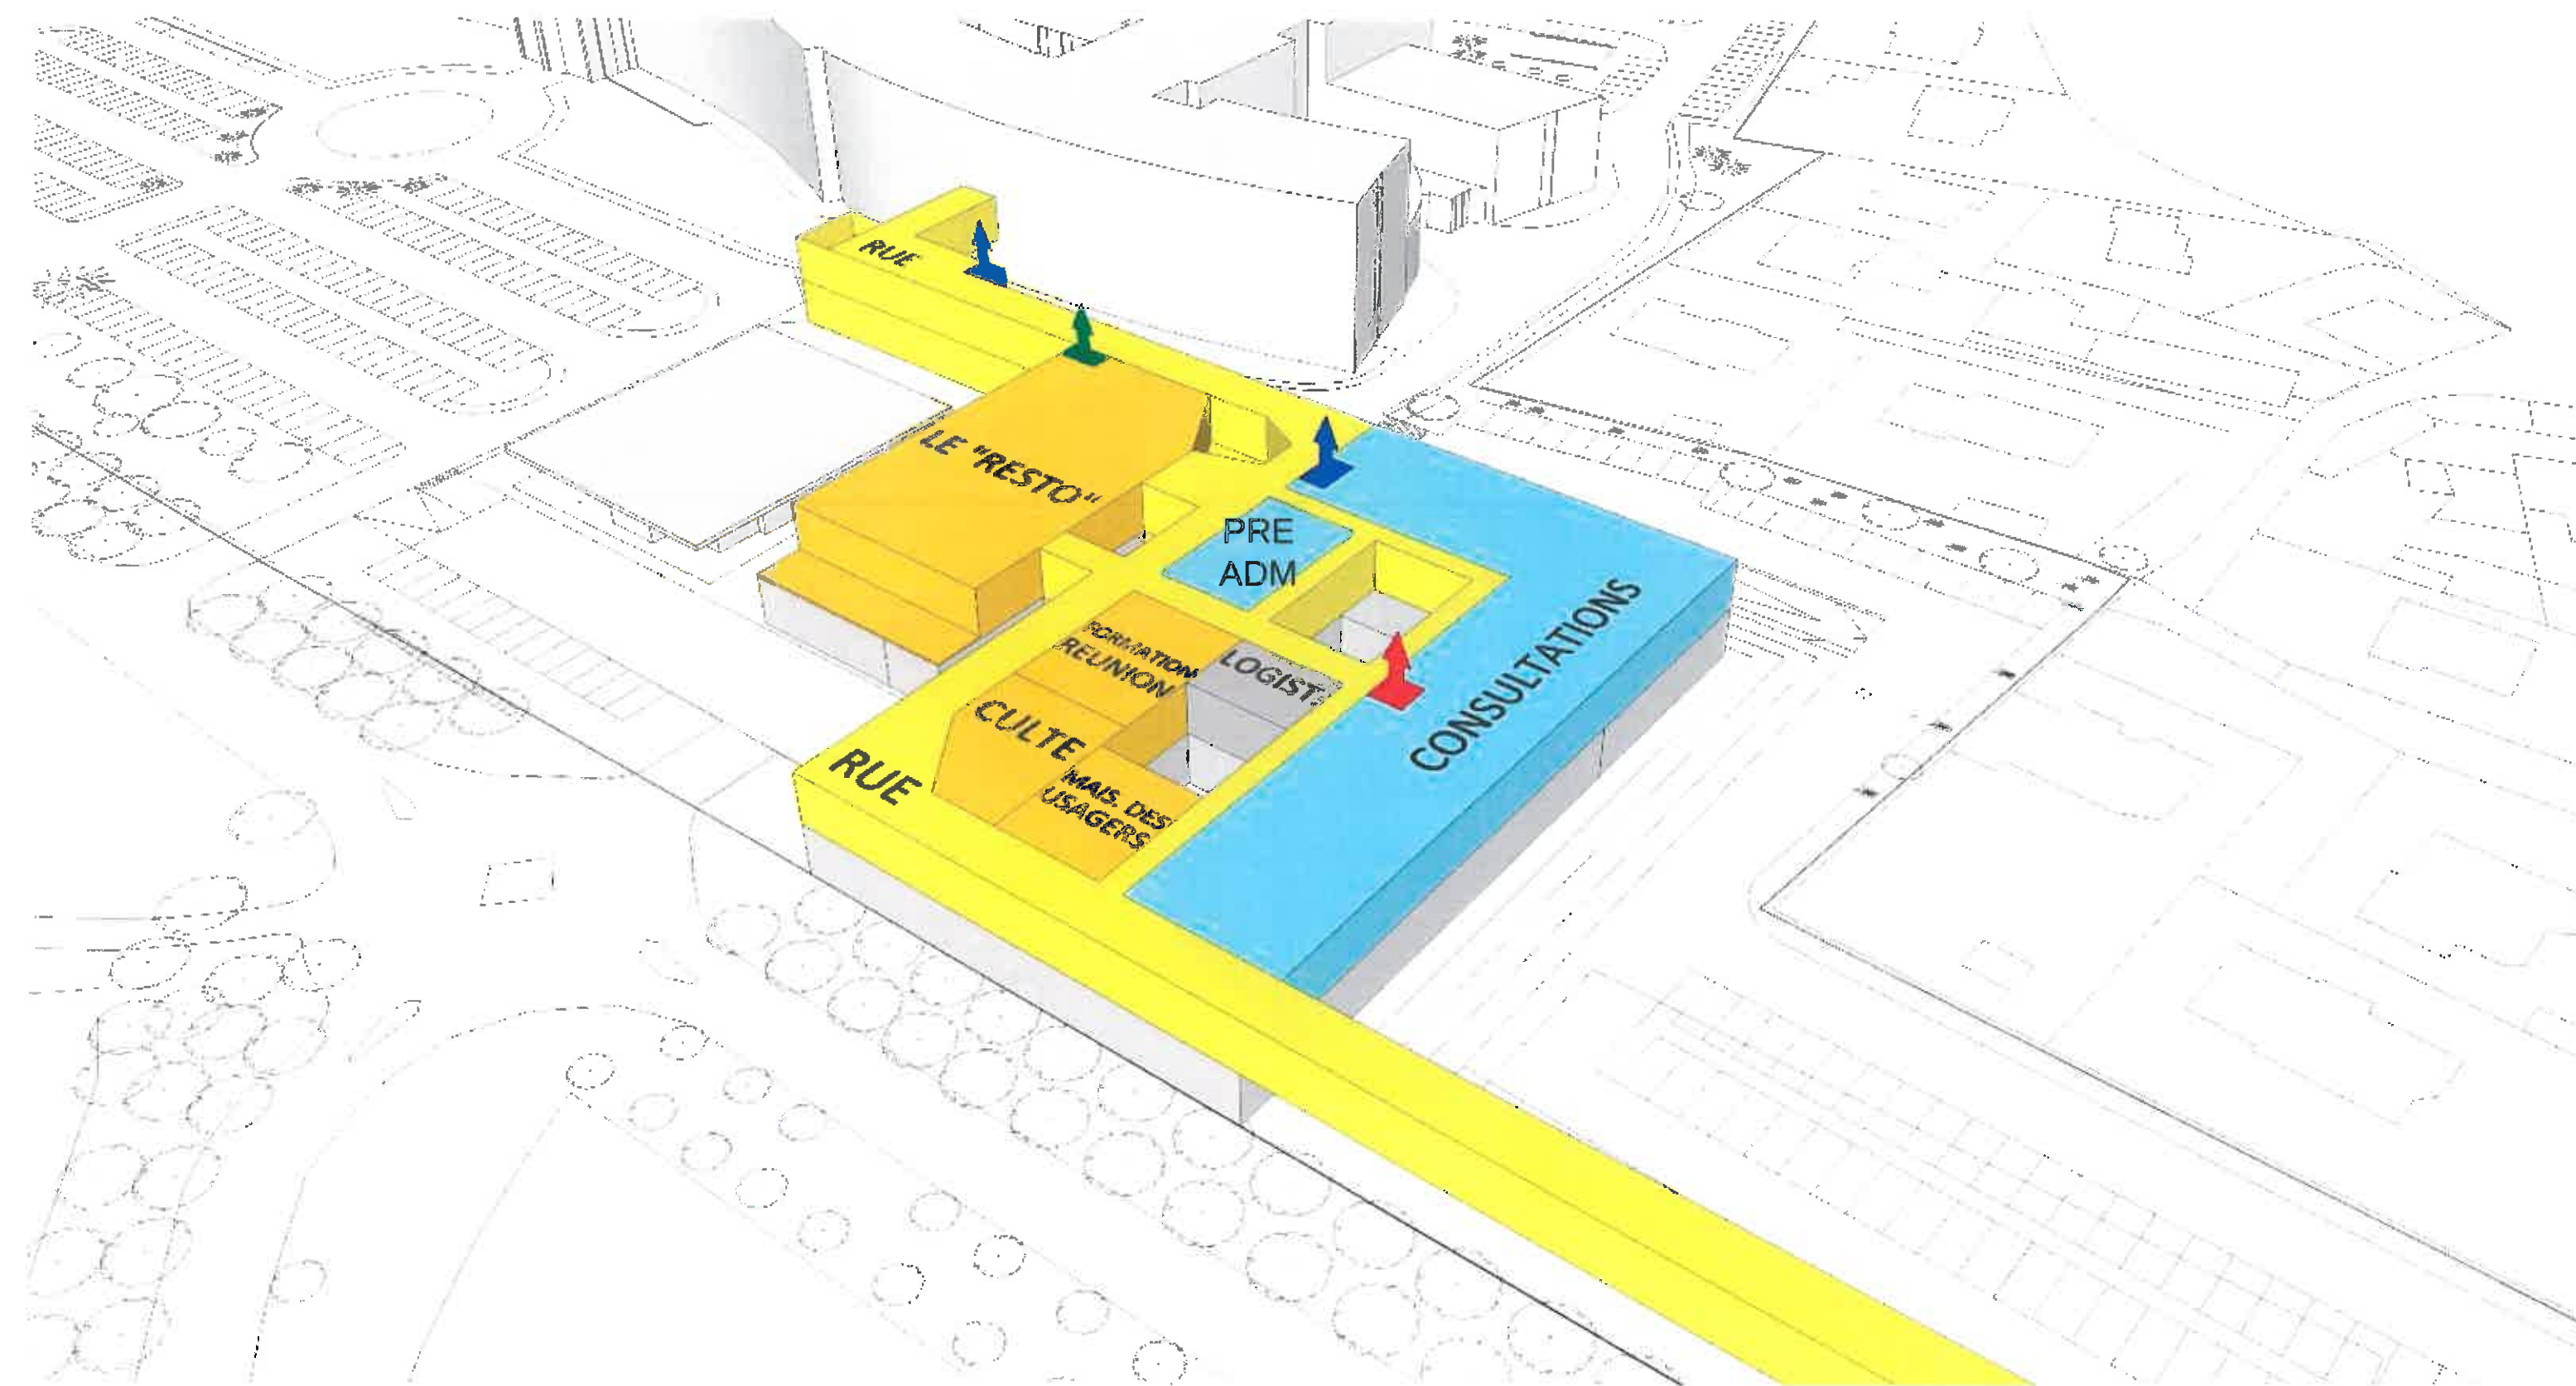 RUE
LE "RESTO"
PRE
ADM
FORMATION
REUNION
LOGIST.
CULTE
MAIS. DES
USAGERS
RUE
CONSULTATIONS